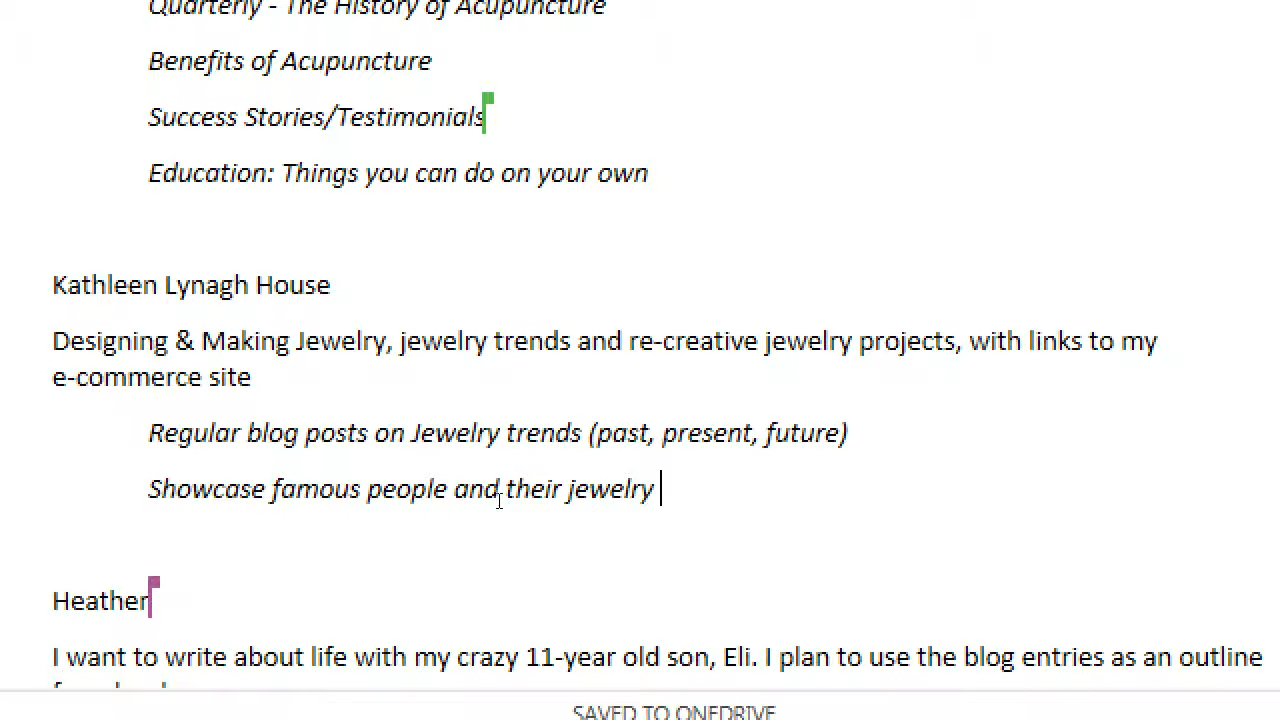 Quarterly - The History of Acupuncture
Benefits of Acupuncture
Success Stories/Testimonials
Education: Things you can do on your own
Kathleen Lynagh House
Designing & Making Jewelry, jewelry trends and re-creative jewelry projects, with links to my
e-commerce site
Regular blog posts on Jewelry trends (past, present, future)
Showcase famous people and their jewelry
Heather
I want to write about life with my crazy 11-year old son, Eli. I plan to use the blog entries as an outline
SAVED TO ONEDRIVE